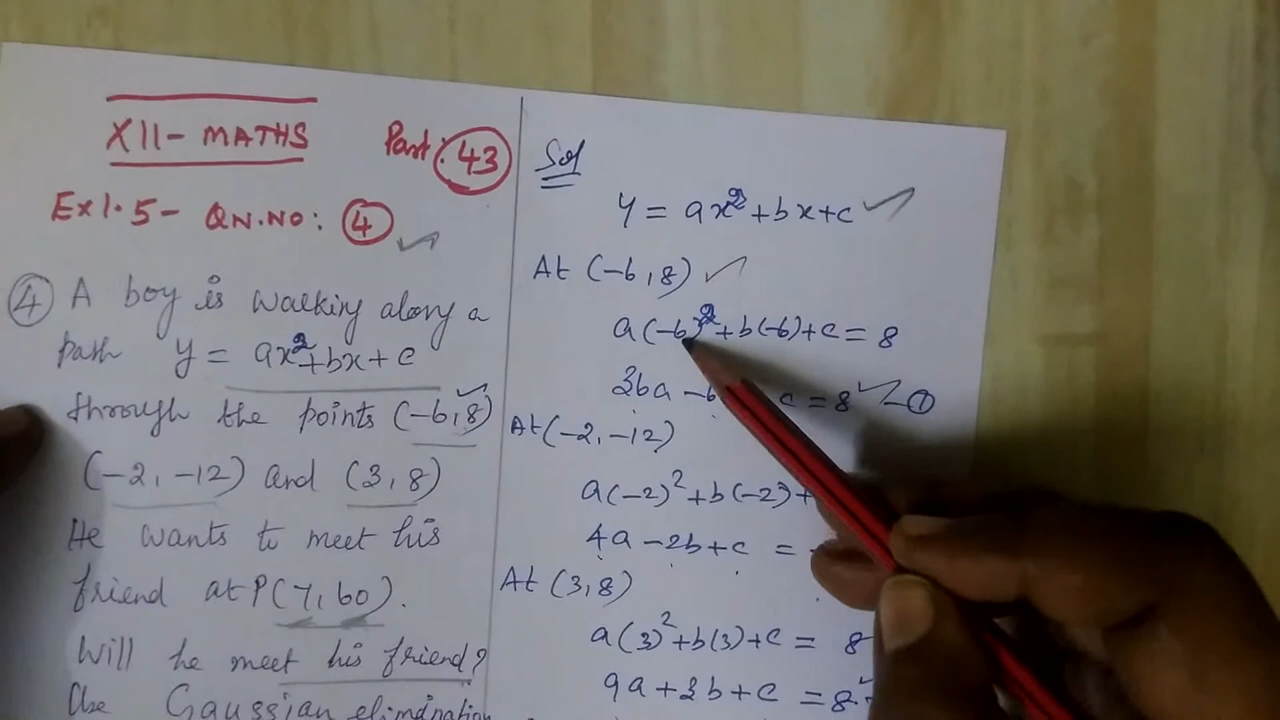 XII- MATHS Part: 43
Ex1.5- QN.NO: 4
4 A boy is walking along a
path y = ax²+bx+c
through the points (-6,8)
(-2,-12) and (3,8)
He wants to meet his
friend at P(7,60).
Will he meet his friend?
Use Gaussian elimination
Sol
y = ax²+bx+c
At (-6,8)
a(-6)²+b(-6)+c=8
36a -6 c=8 -①
At (-2,-12)
a(-2)²+b(-2)+
4a -2b+c = -
At (3,8)
a(3)²+b(3)+c = 8
9a+3b+c =8